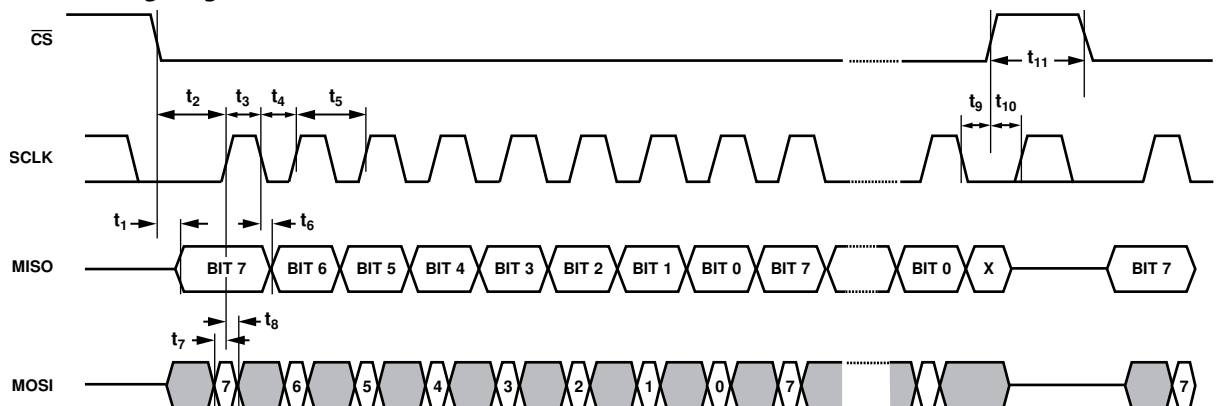 CS
t11
t2 t3 t4 t5
t9 t10
SCLK
t1 t6
MISO BIT 7 BIT 6 BIT 5 BIT 4 BIT 3 BIT 2 BIT 1 BIT 0 BIT 7 BIT 0 X BIT 7
t8
t7
MOSI 7 6 5 4 3 2 1 0 7 7